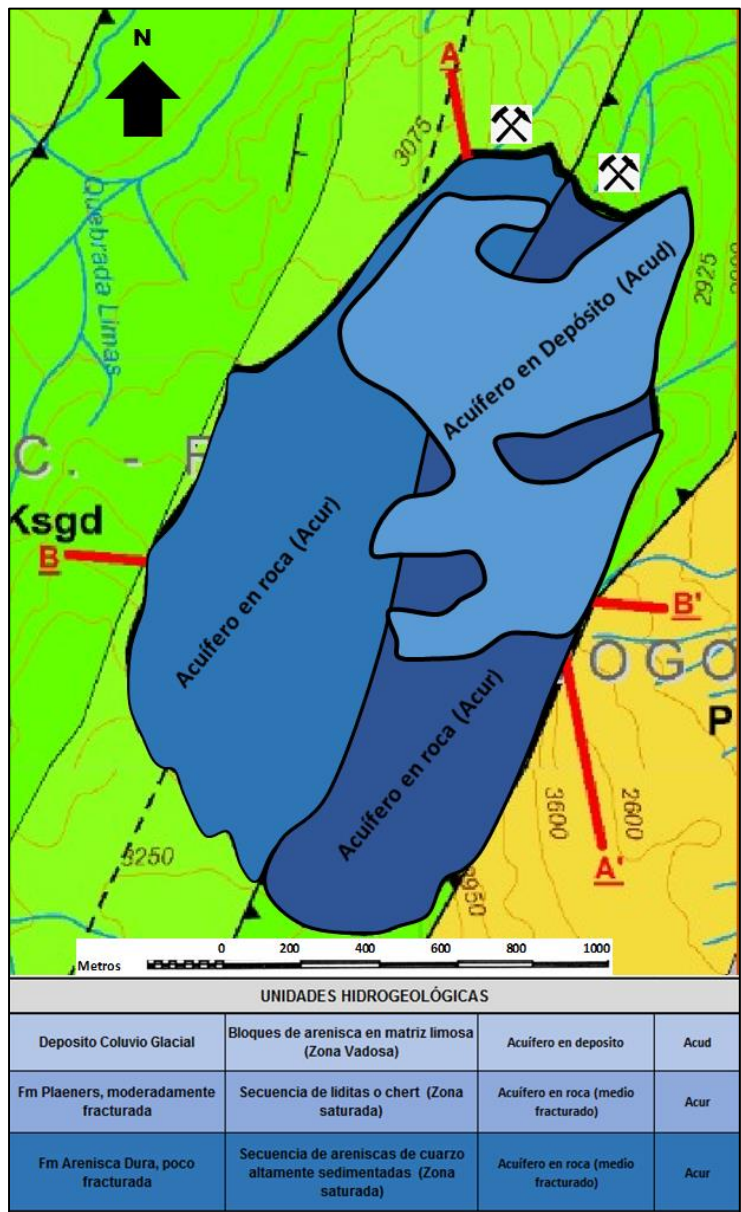 N
A
3075
Quebrada Limas
2925
Acuífero en Depósito (Acud)
C. - F
Ksgd
B
Acuífero en roca (Acur)
B'
OGO
P
Acuífero en roca (Acur)
3600
2600
A'
3250
Metros
0 200 400 600 800 1000
UNIDADES HIDROGEOLÓGICAS
Deposito Coluvio Glacial
Bloques de arenisca en matriz limosa
(Zona Vadosa)
Acuífero en deposito
Acud
Fm Plaeners, moderadamente
fracturada
Secuencia de liditas o chert (Zona
saturada)
Acuífero en roca (medio
fracturado)
Acur
Fm Arenisca Dura, poco
fracturada
Secuencia de areniscas de cuarzo
altamente sedimentadas (Zona
saturada)
Acuífero en roca (medio
fracturado)
Acur